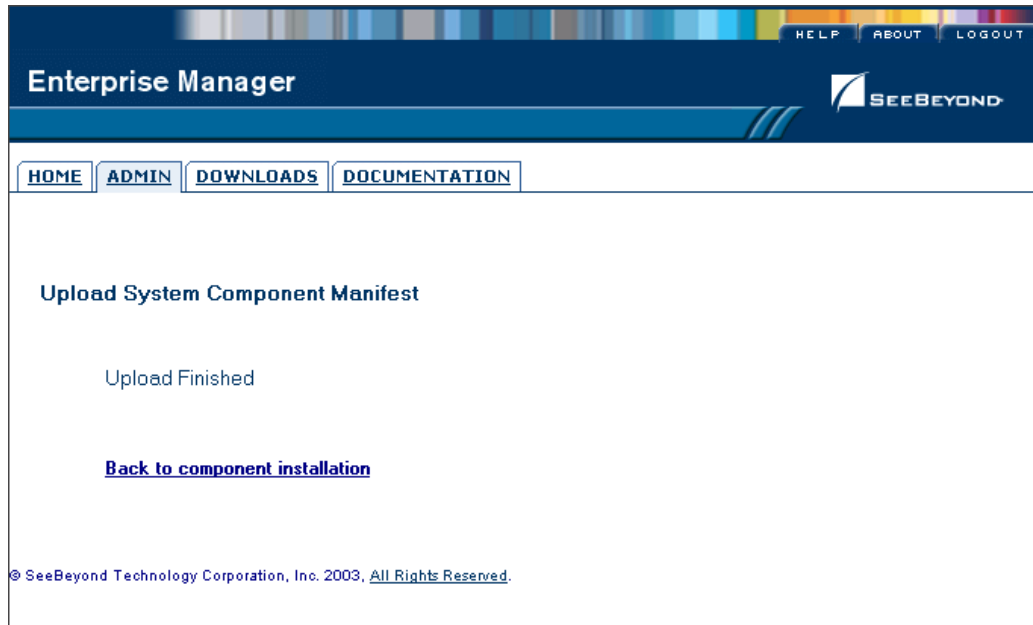 HELP ABOUT LOGOUT
Enterprise Manager
SEEBEYOND
HOME ADMIN DOWNLOADS DOCUMENTATION
Upload System Component Manifest
Upload Finished
Back to component installation
© SeeBeyond Technology Corporation, Inc. 2003, All Rights Reserved.